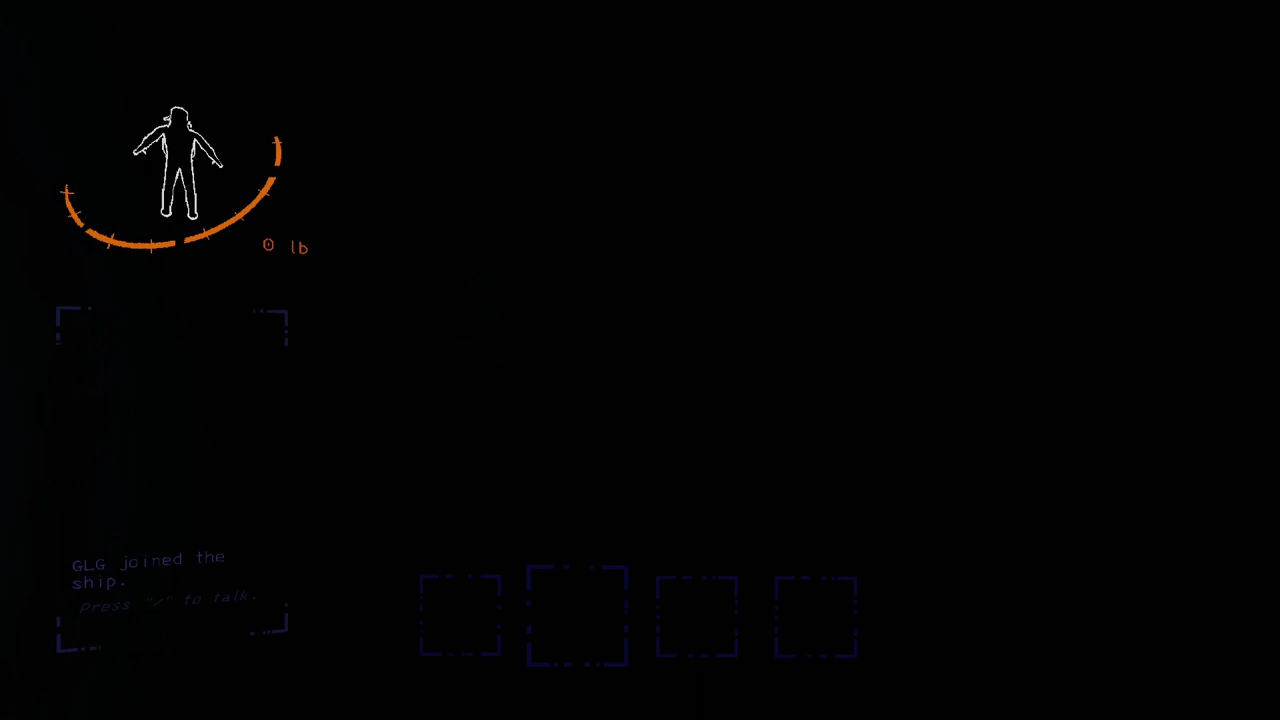 0 lb
GLG joined the
ship.
Press "/" to talk.